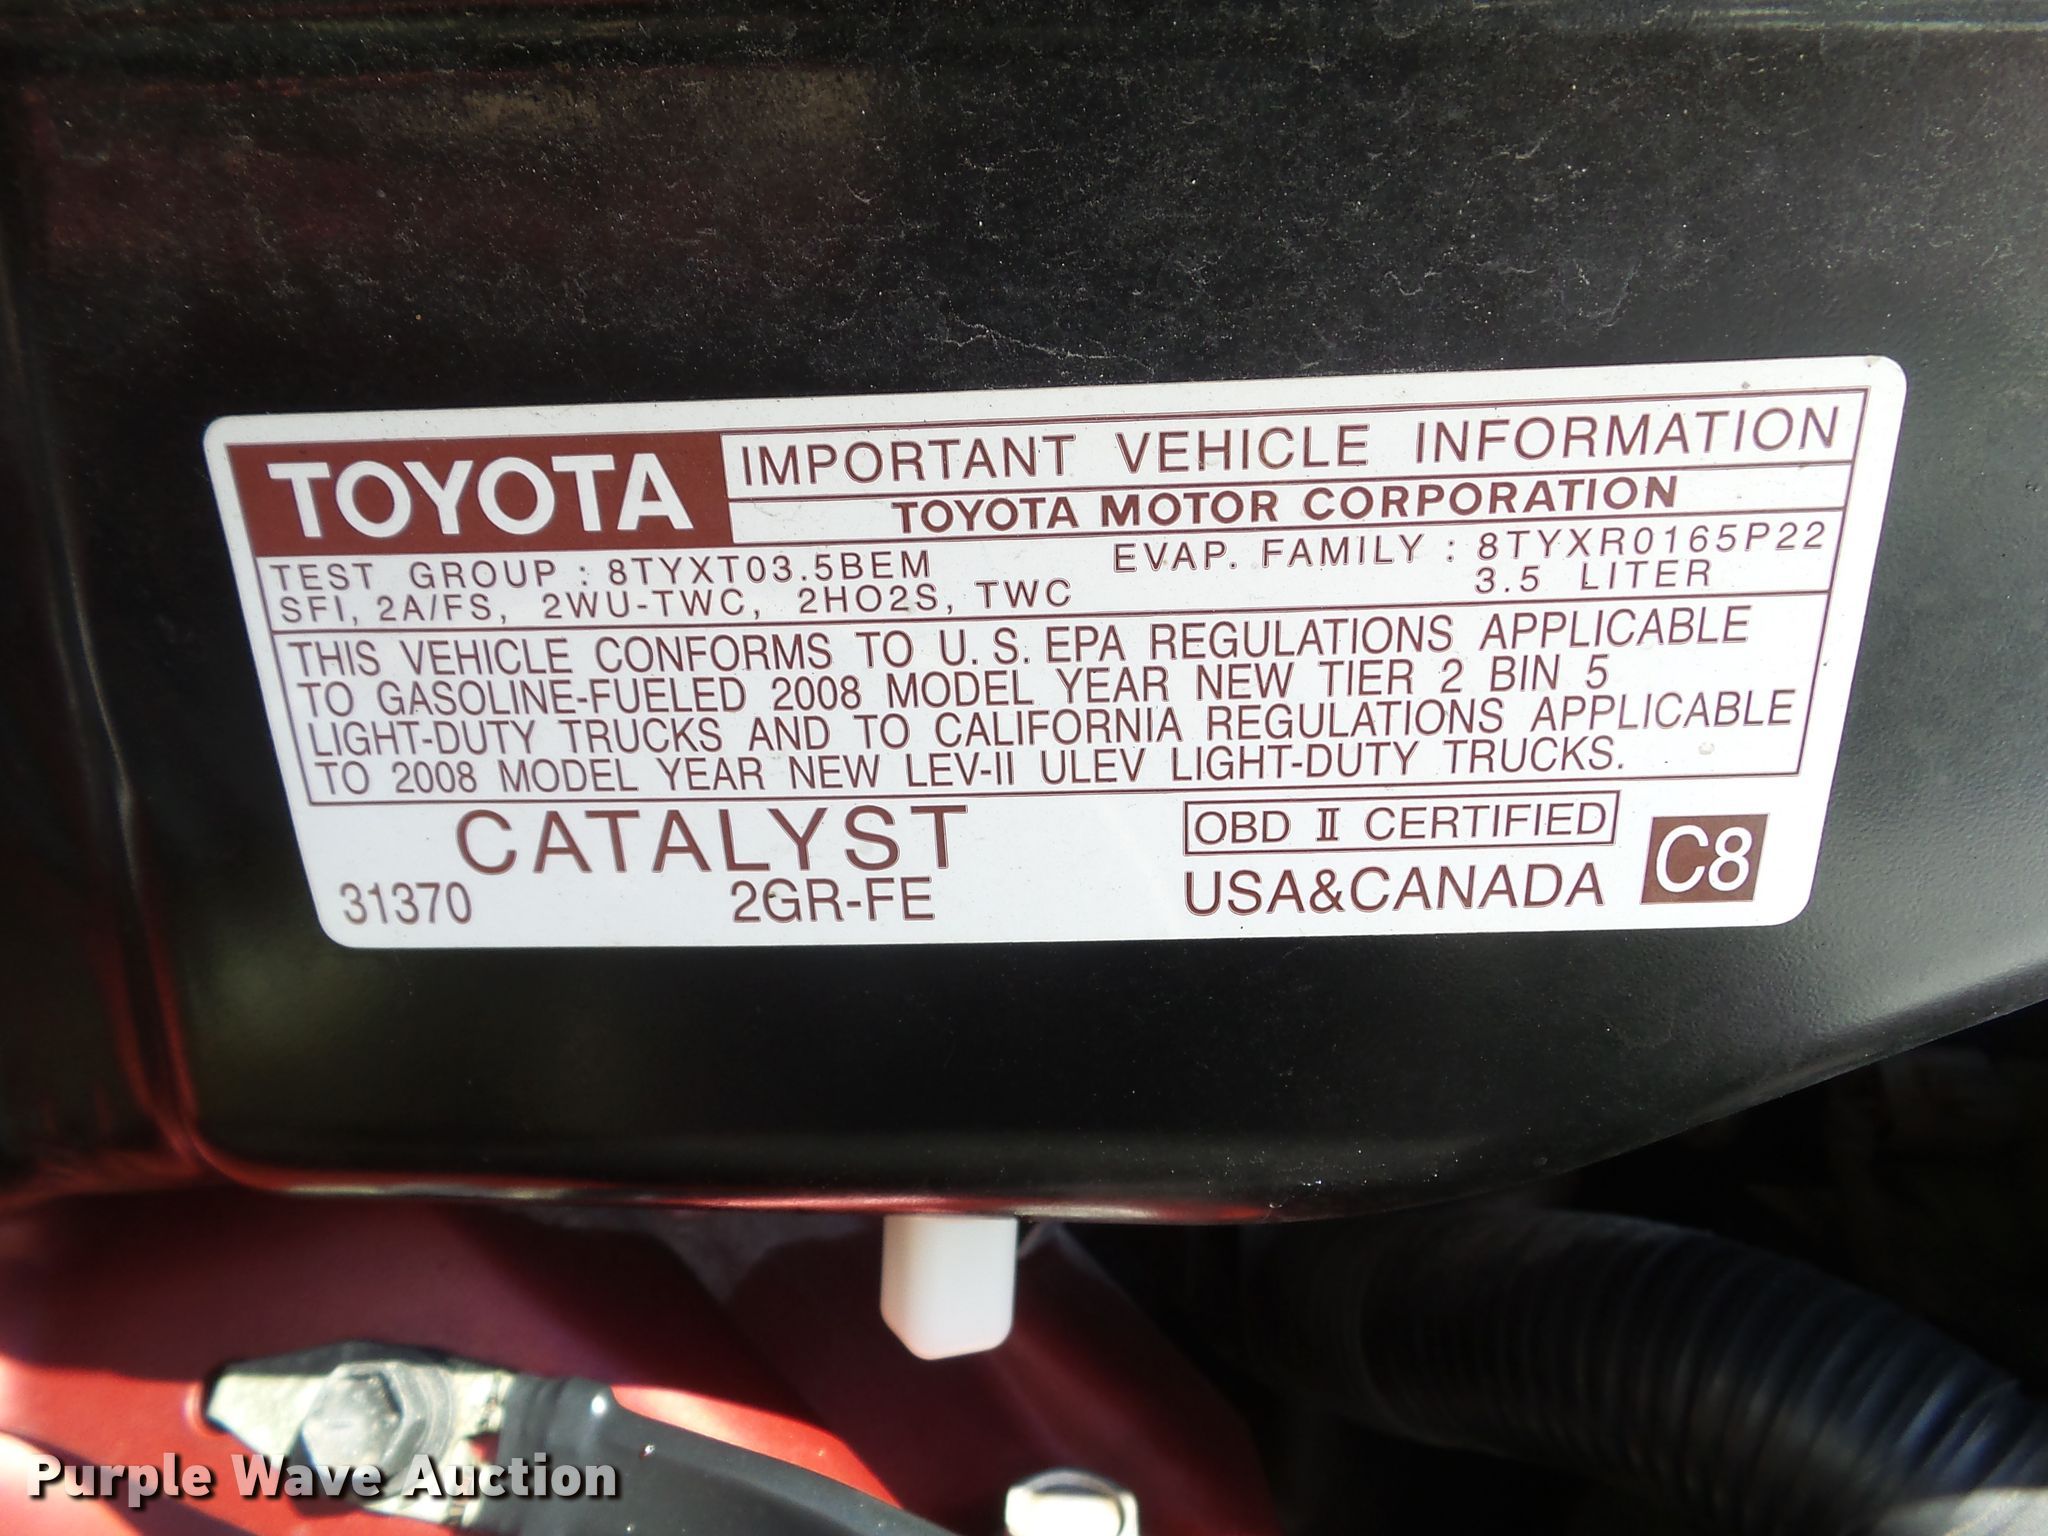 TOYOTA IMPORTANT VEHICLE INFORMATION
TOYOTA MOTOR CORPORATION
TEST GROUP : 8TYXT03.5BEM EVAP. FAMILY : 8TYXR0165P22
SFI, 2A/FS, 2WU-TWC, 2HO2S, TWC 3.5 LITER
THIS VEHICLE CONFORMS TO U.S. EPA REGULATIONS APPLICABLE
TO GASOLINE-FUELED 2008 MODEL YEAR NEW TIER 2 BIN 5
LIGHT-DUTY TRUCKS AND TO CALIFORNIA REGULATIONS APPLICABLE
TO 2008 MODEL YEAR NEW LEV-II ULEV LIGHT-DUTY TRUCKS.
CATALYST OBD II CERTIFIED
31370 2GR-FE USA&CANADA C8
Purple Wave Auction